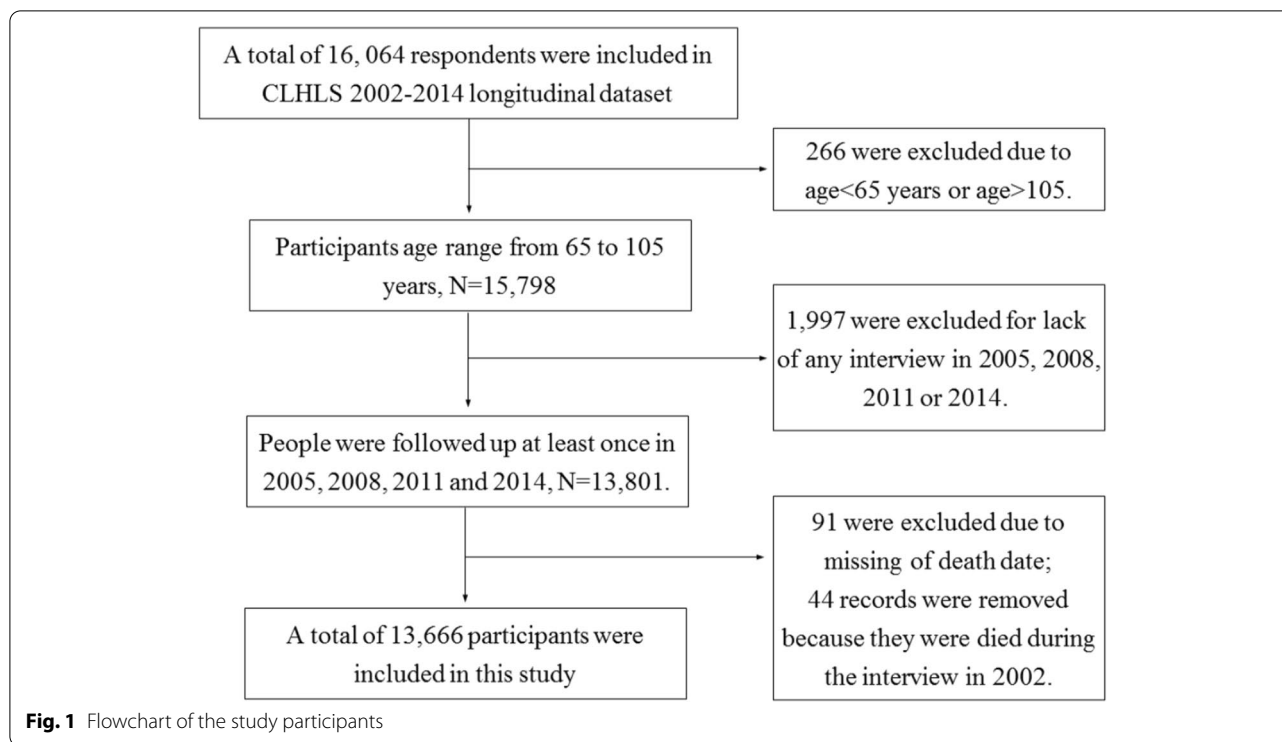 A total of 16, 064 respondents were included in
CLHLS 2002-2014 longitudinal dataset
266 were excluded due to
age<65 years or age>105.
Participants age range from 65 to 105
years, N=15,798
1,997 were excluded for lack
of any interview in 2005, 2008,
2011 or 2014.
People were followed up at least once in
2005, 2008, 2011 and 2014, N=13,801.
91 were excluded due to
missing of death date;
44 records were removed
because they were died during
the interview in 2002.
A total of 13,666 participants were
included in this study
Fig. 1 Flowchart of the study participants